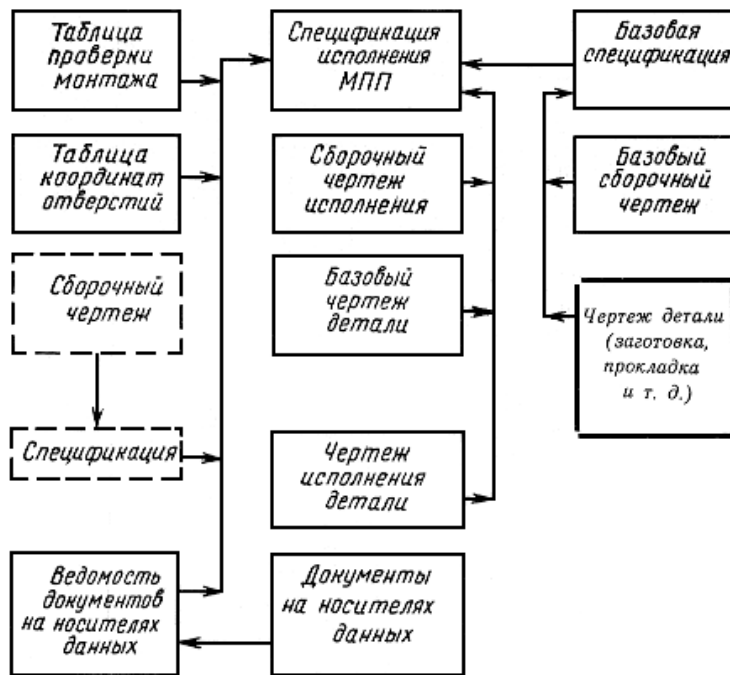 Таблица
проверки
монтажа
Спецификация
исполнения
МПП
Базовая
спецификация
Таблица
координат
отверстий
Сборочный
чертеж
исполнения
Базовый
сборочный
чертеж
Сборочный
чертеж
Базовый
чертеж
детали
Чертеж детали
(заготовка,
прокладка
и т. д.)
Спецификация
Чертеж
исполнения
детали
Ведомость
документов
на носителях
данных
Документы
на носителях
данных